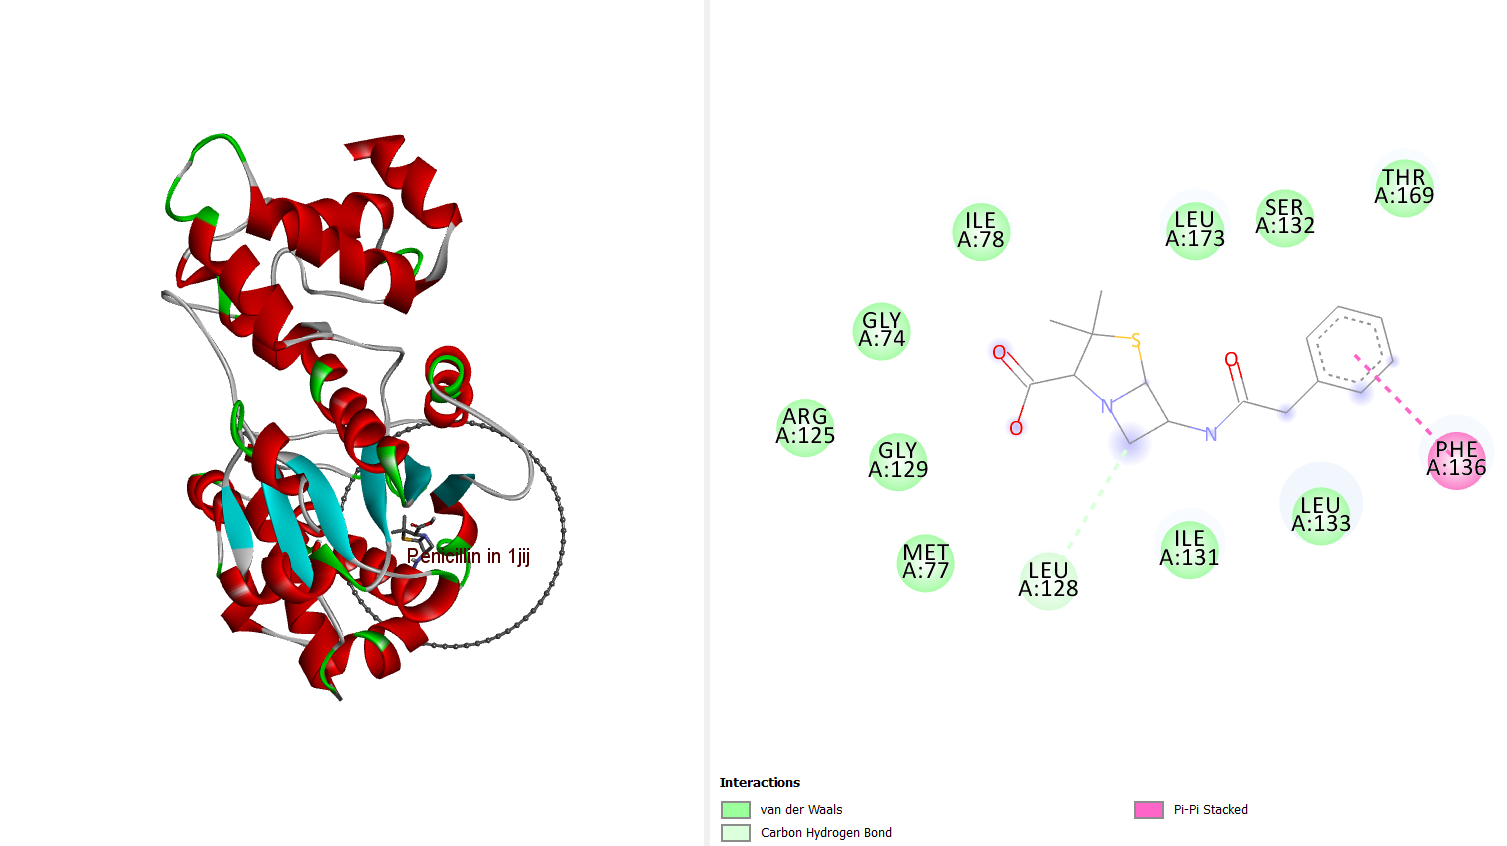 Penicillin in 1jij
THR
A:169
SER
A:132
LEU
A:173
ILE
A:78
GLY
A:74
S
O
O
N
O
N
ARG
A:125
GLY
A:129
PHE
A:136
LEU
A:133
ILE
A:131
MET
A:77
LEU
A:128
Interactions
van der Waals
Carbon Hydrogen Bond
Pi-Pi Stacked